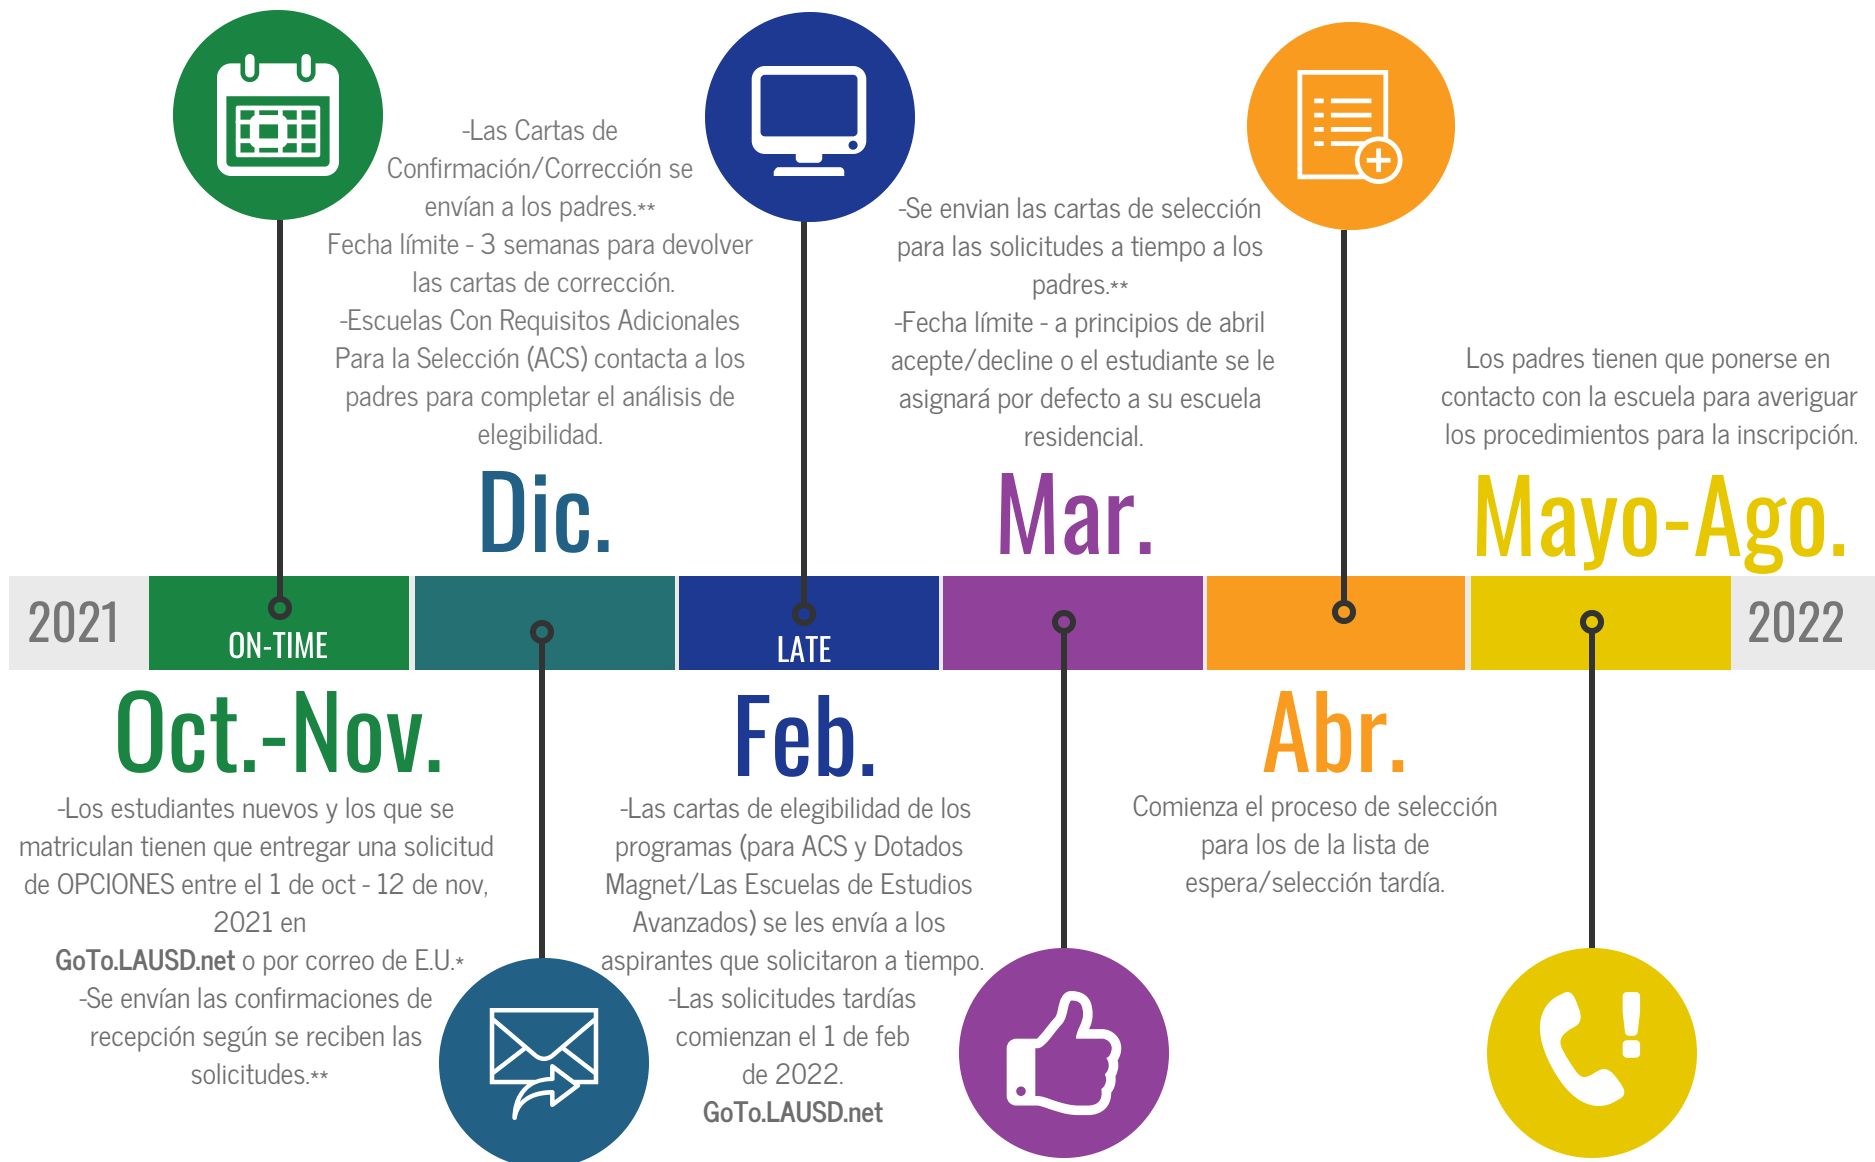 -Las Cartas de
Confirmación/Corrección se
envían a los padres.**
Fecha límite - 3 semanas para devolver
las cartas de corrección.
-Escuelas Con Requisitos Adicionales
Para la Selección (ACS) contacta a los
padres para completar el análisis de
elegibilidad.
Dic.
-Se envian las cartas de selección
para las solicitudes a tiempo a los
padres.**
-Fecha límite - a principios de abril
acepte/decline o el estudiante se le
asignará por defecto a su escuela
residencial.
Mar.
Los padres tienen que ponerse en
contacto con la escuela para averiguar
los procedimientos para la inscripción.
Mayo-Ago.
2021
ON-TIME
LATE
2022
Oct.-Nov.
-Los estudiantes nuevos y los que se
matriculan tienen que entregar una solicitud
de OPCIONES entre el 1 de oct - 12 de nov,
2021 en
GoTo.LAUSD.net o por correo de E.U.*
-Se envían las confirmaciones de
recepción según se reciben las
solicitudes.**
Feb.
-Las cartas de elegibilidad de los
programas (para ACS y Dotados
Magnet/Las Escuelas de Estudios
Avanzados) se les envía a los
aspirantes que solicitaron a tiempo.
-Las solicitudes tardías
comienzan el 1 de feb
de 2022.
GoTo.LAUSD.net
Abr.
Comienza el proceso de selección
para los de la lista de
espera/selección tardía.